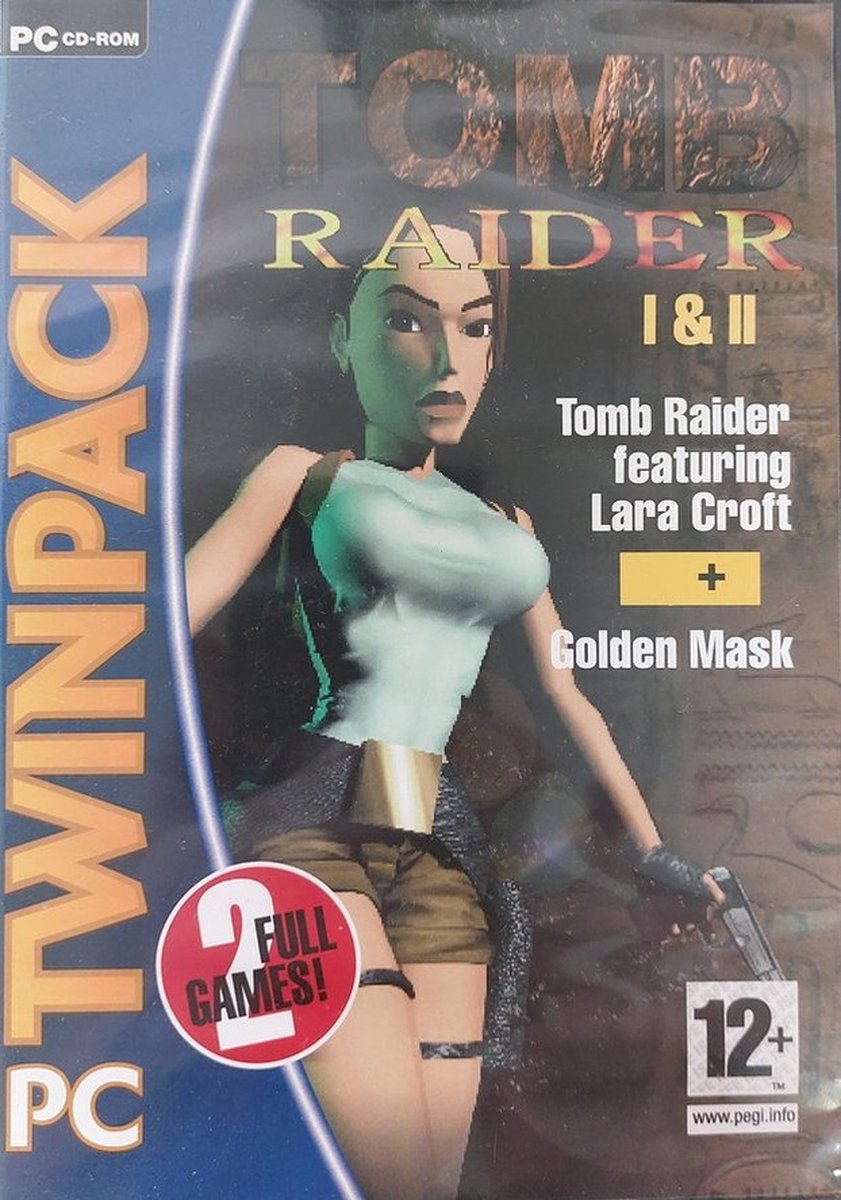 PC CD-ROM
PC TWINPACK
TOMB
RAIDER
I & II
Tomb Raider
featuring
Lara Croft
+
Golden Mask
2
FULL
GAMES!
12+
TM
www.pegi.info